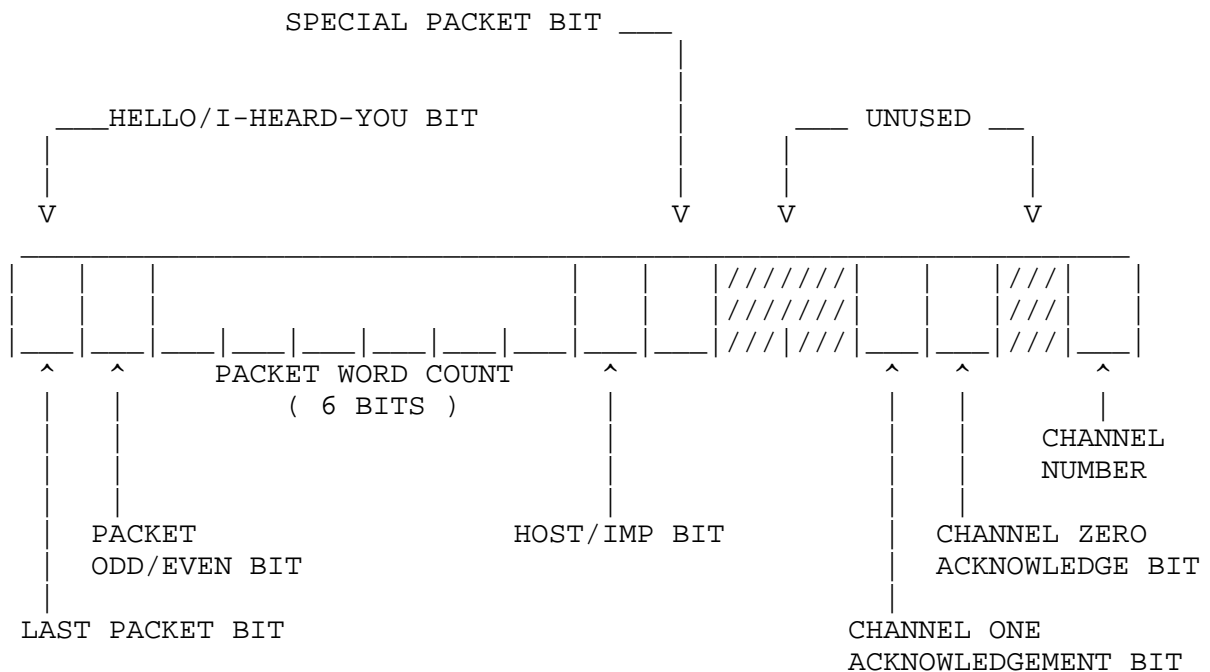 SPECIAL PACKET BIT
HELLO/I-HEARD-YOU BIT
UNUSED
V V V V
PACKET WORD COUNT
( 6 BITS )
CHANNEL
NUMBER
PACKET
ODD/EVEN BIT
HOST/IMP BIT
CHANNEL ZERO
ACKNOWLEDGE BIT
LAST PACKET BIT
CHANNEL ONE
ACKNOWLEDGEMENT BIT